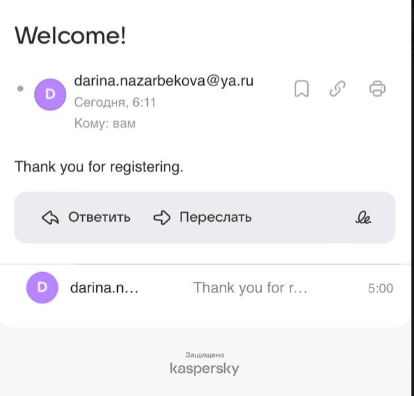 Welcome!
D
darina.nazarbekova@ya.ru
Сегодня, 6:11
Кому: вам
Thank you for registering.
Ответить Переслать
D darina.n... Thank you for r... 5:00
Защищено
kaspersky